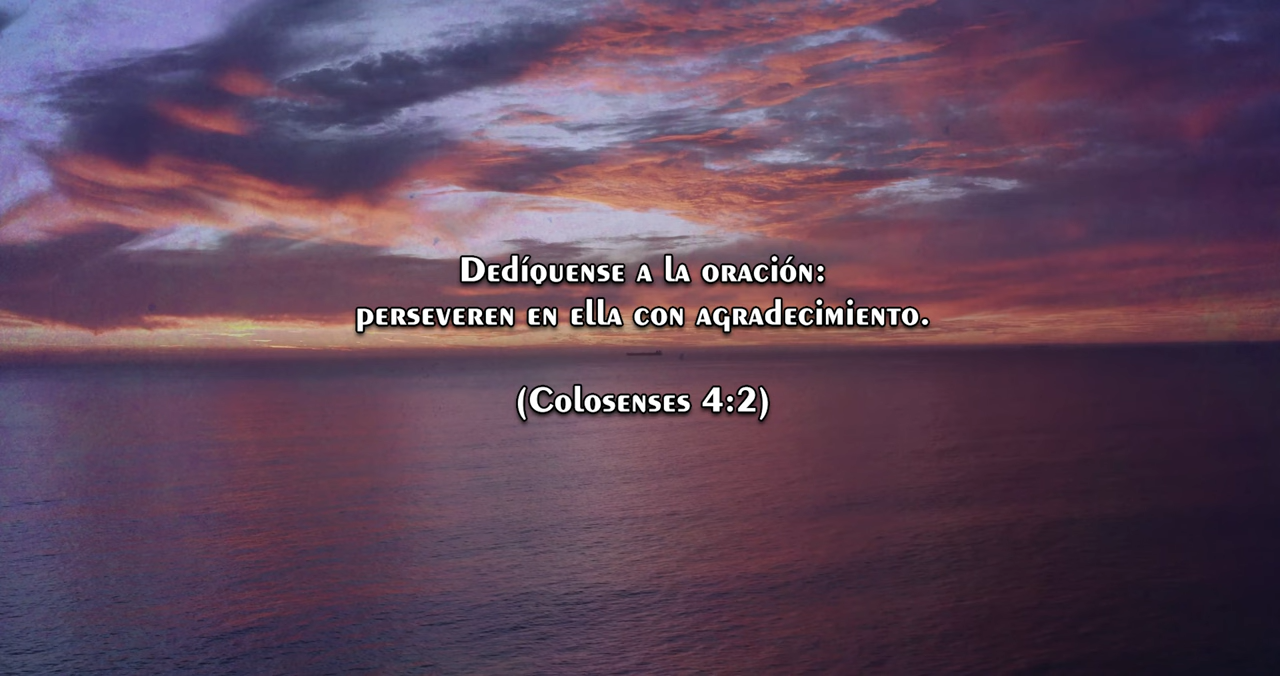 Dedíquense a la oración:
perseveren en ella con agradecimiento.
(Colosenses 4:2)